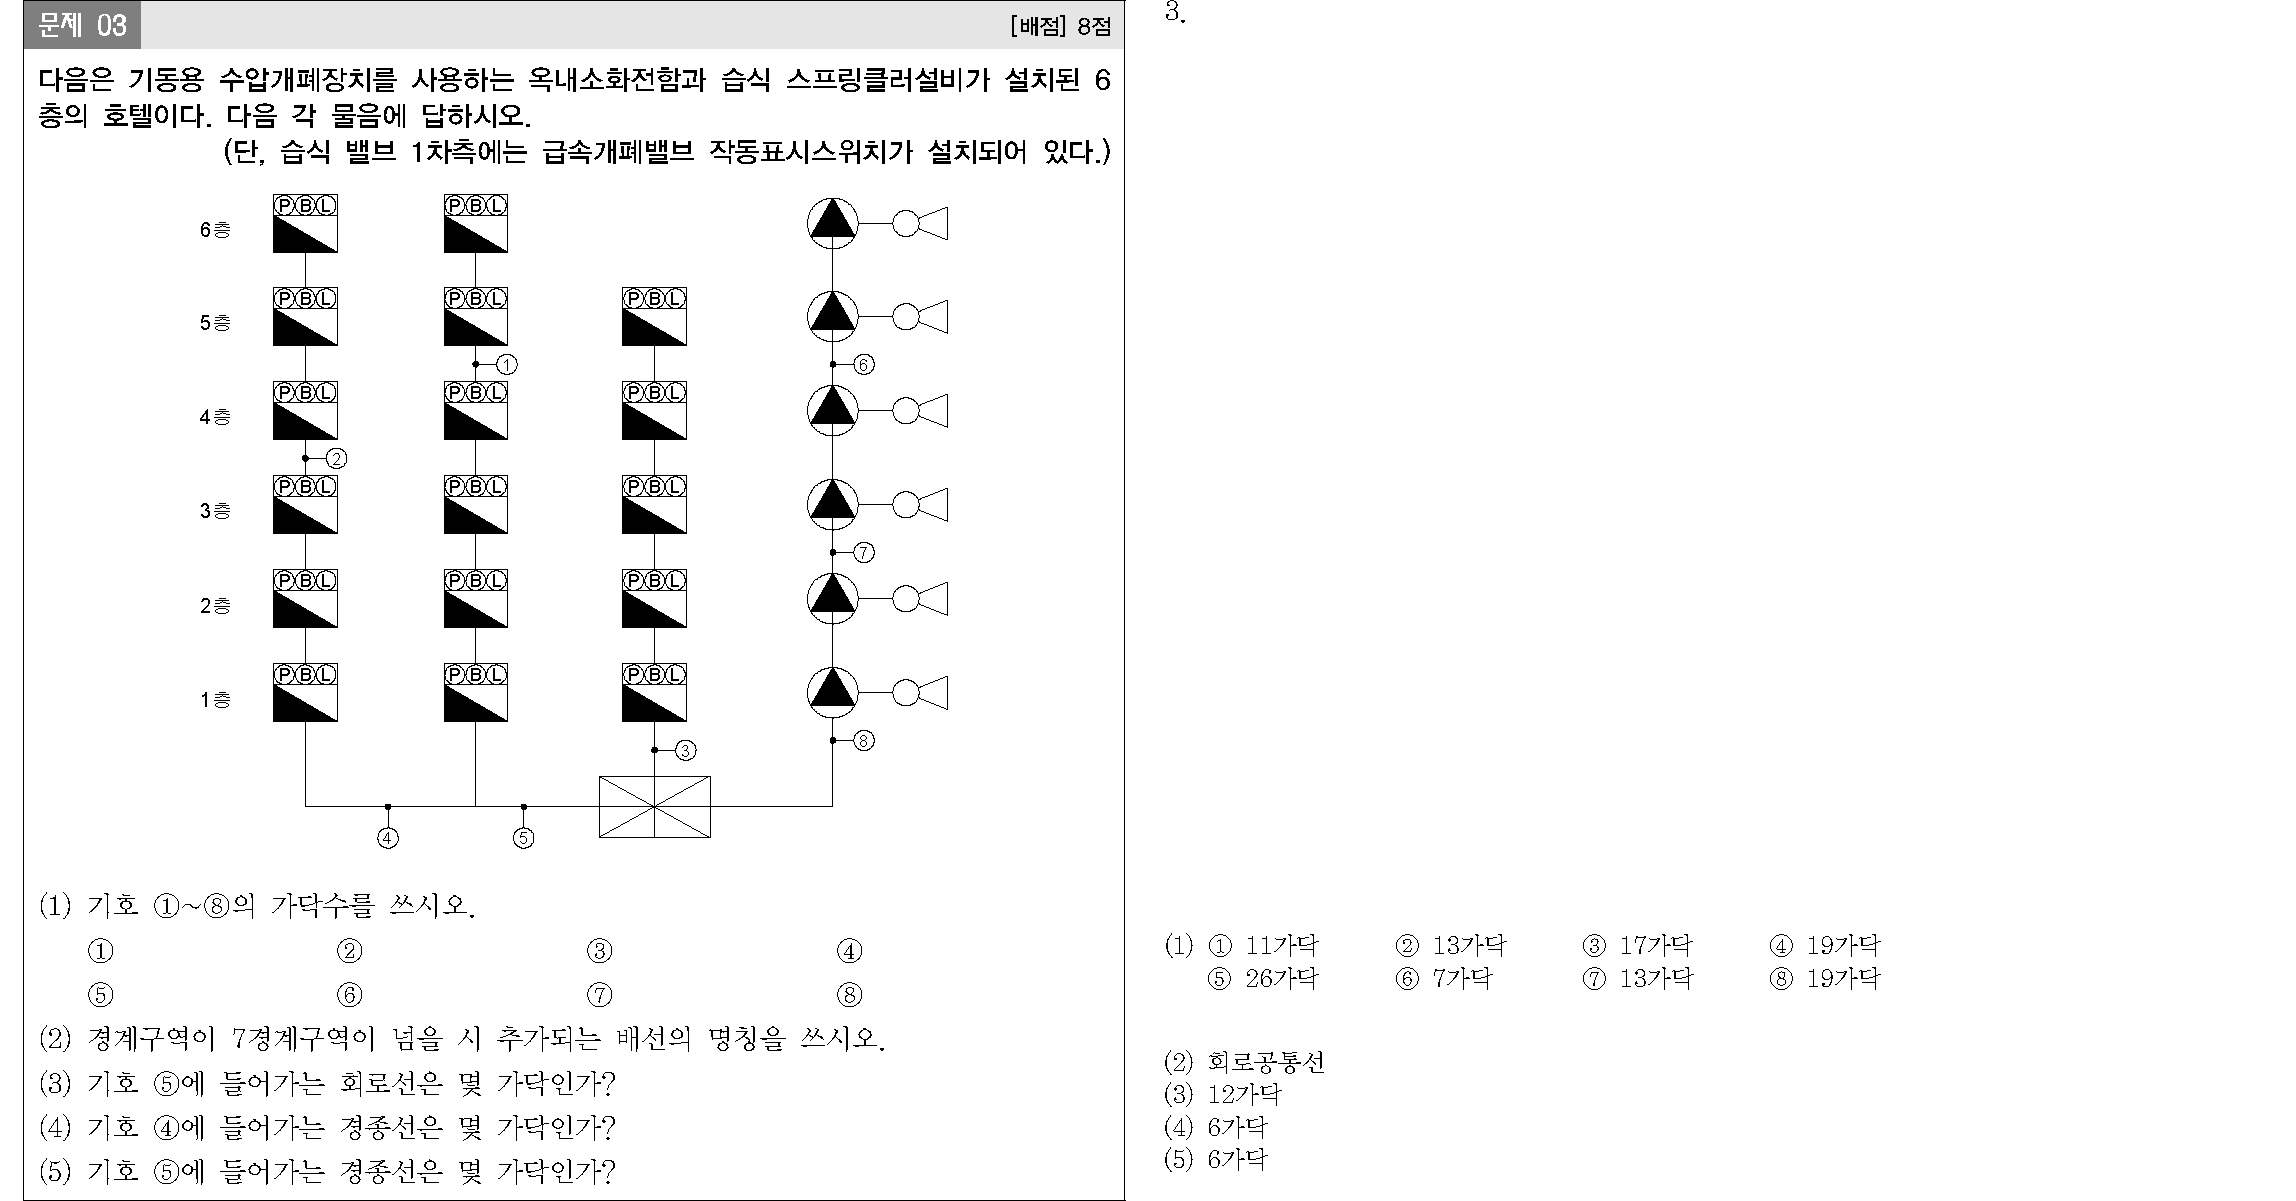 문제 03 [배점] 8점
다음은 기동용 수압개폐장치를 사용하는 옥내소화전함과 습식 스프링클러설비가 설치된 6
층의 호텔이다. 다음 각 물음에 답하시오.
(단, 습식 밸브 1차측에는 급속개폐밸브 작동표시스위치가 설치되어 있다.)
6층 ⓅⒷⓁ ⓅⒷⓁ
5층 ⓅⒷⓁ ⓅⒷⓁ ⓅⒷⓁ
① ⑥
4층 ⓅⒷⓁ ⓅⒷⓁ ⓅⒷⓁ
②
3층 ⓅⒷⓁ ⓅⒷⓁ ⓅⒷⓁ
⑦
2층 ⓅⒷⓁ ⓅⒷⓁ ⓅⒷⓁ
1층 ⓅⒷⓁ ⓅⒷⓁ ⓅⒷⓁ
③ ⑧
④ ⑤
(1) 기호 ①~⑧의 가닥수를 쓰시오.
① ② ③ ④
⑤ ⑥ ⑦ ⑧
(2) 경계구역이 7경계구역이 넘을 시 추가되는 배선의 명칭을 쓰시오.
(3) 기호 ⑤에 들어가는 회로선은 몇 가닥인가?
(4) 기호 ④에 들어가는 경종선은 몇 가닥인가?
(5) 기호 ⑤에 들어가는 경종선은 몇 가닥인가?
3.
(1) ① 11가닥 ② 13가닥 ③ 17가닥 ④ 19가닥
⑤ 26가닥 ⑥ 7가닥 ⑦ 13가닥 ⑧ 19가닥
(2) 회로공통선
(3) 12가닥
(4) 6가닥
(5) 6가닥